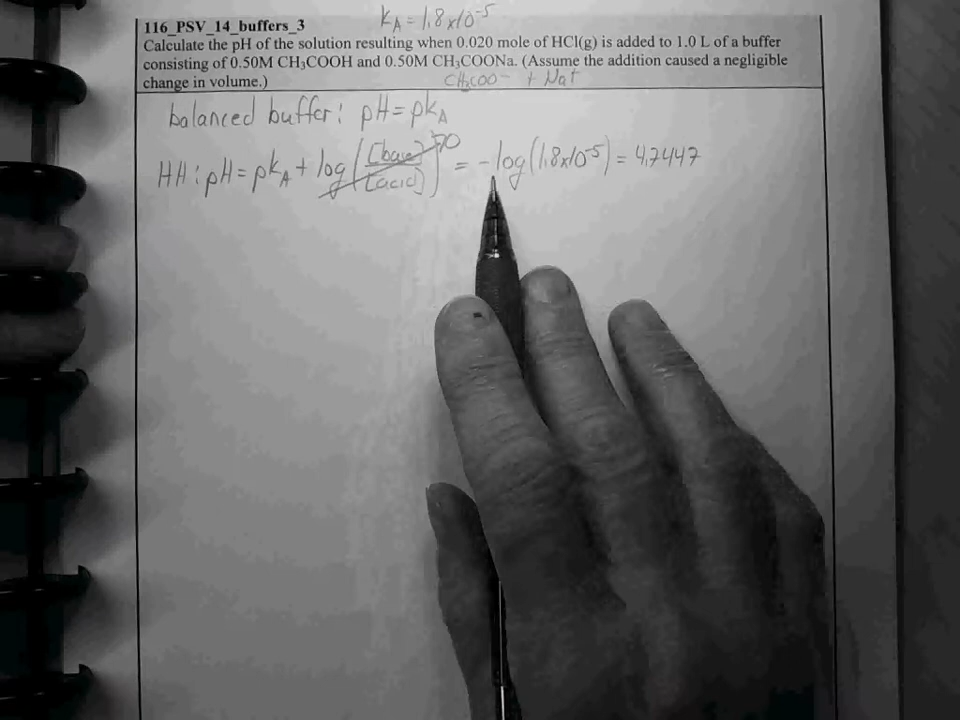 K_A = 1.8x10^-5
116_PSV_14_buffers_3
Calculate the pH of the solution resulting when 0.020 mole of HCl(g) is added to 1.0 L of a buffer
consisting of 0.50M CH₃COOH and 0.50M CH₃COONa. (Assume the addition caused a negligible
change in volume.)
CH₃COO⁻ + Na⁺
balanced buffer: pH = pK_A
HH: pH = pK_A + log([base]/[acid])→0 = -log(1.8x10^-5) = 4.7447